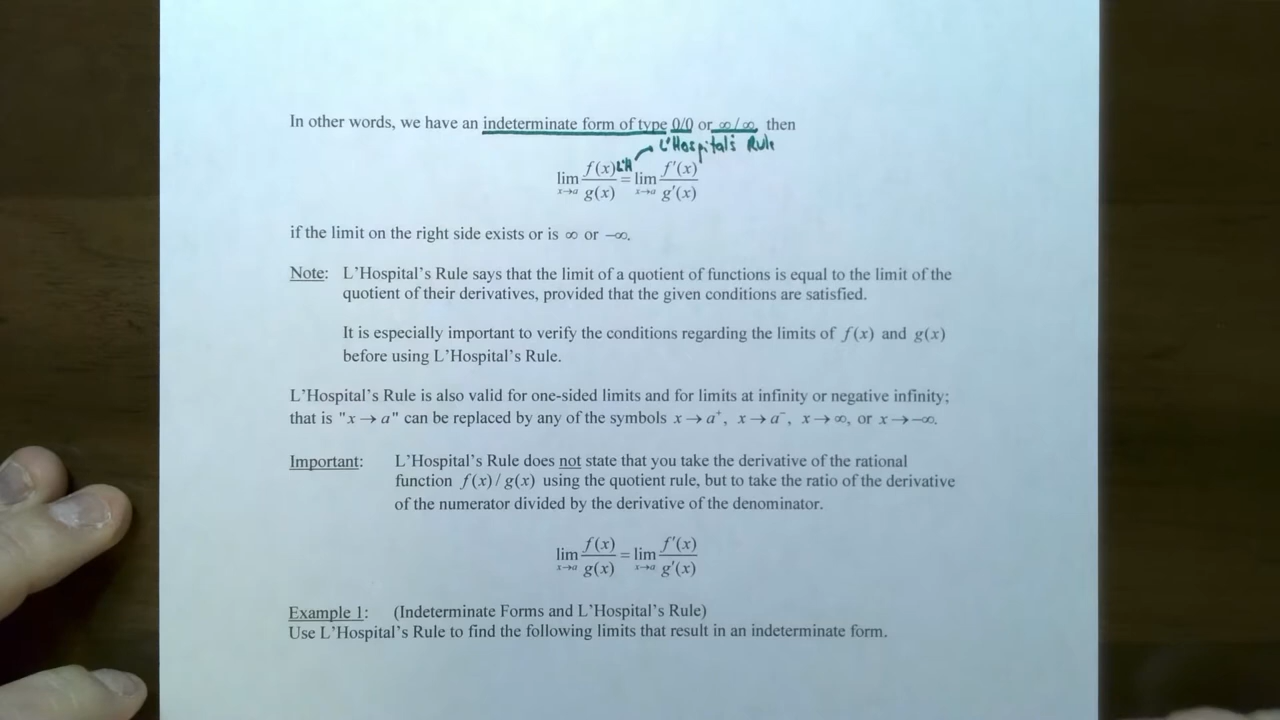 In other words, we have an indeterminate form of type 0/0 or ∞/∞, then
L'Hospital's Rule
lim x→a f(x)/g(x) L'H = lim x→a f'(x)/g'(x)
if the limit on the right side exists or is ∞ or −∞.
Note: L'Hospital's Rule says that the limit of a quotient of functions is equal to the limit of the
quotient of their derivatives, provided that the given conditions are satisfied.
It is especially important to verify the conditions regarding the limits of f(x) and g(x)
before using L'Hospital's Rule.
L'Hospital's Rule is also valid for one-sided limits and for limits at infinity or negative infinity;
that is "x → a" can be replaced by any of the symbols x → a⁺, x → a⁻, x → ∞, or x → −∞.
Important: L'Hospital's Rule does not state that you take the derivative of the rational
function f(x) / g(x) using the quotient rule, but to take the ratio of the derivative
of the numerator divided by the derivative of the denominator.
lim x→a f(x)/g(x) = lim x→a f'(x)/g'(x)
Example 1: (Indeterminate Forms and L'Hospital's Rule)
Use L'Hospital's Rule to find the following limits that result in an indeterminate form.